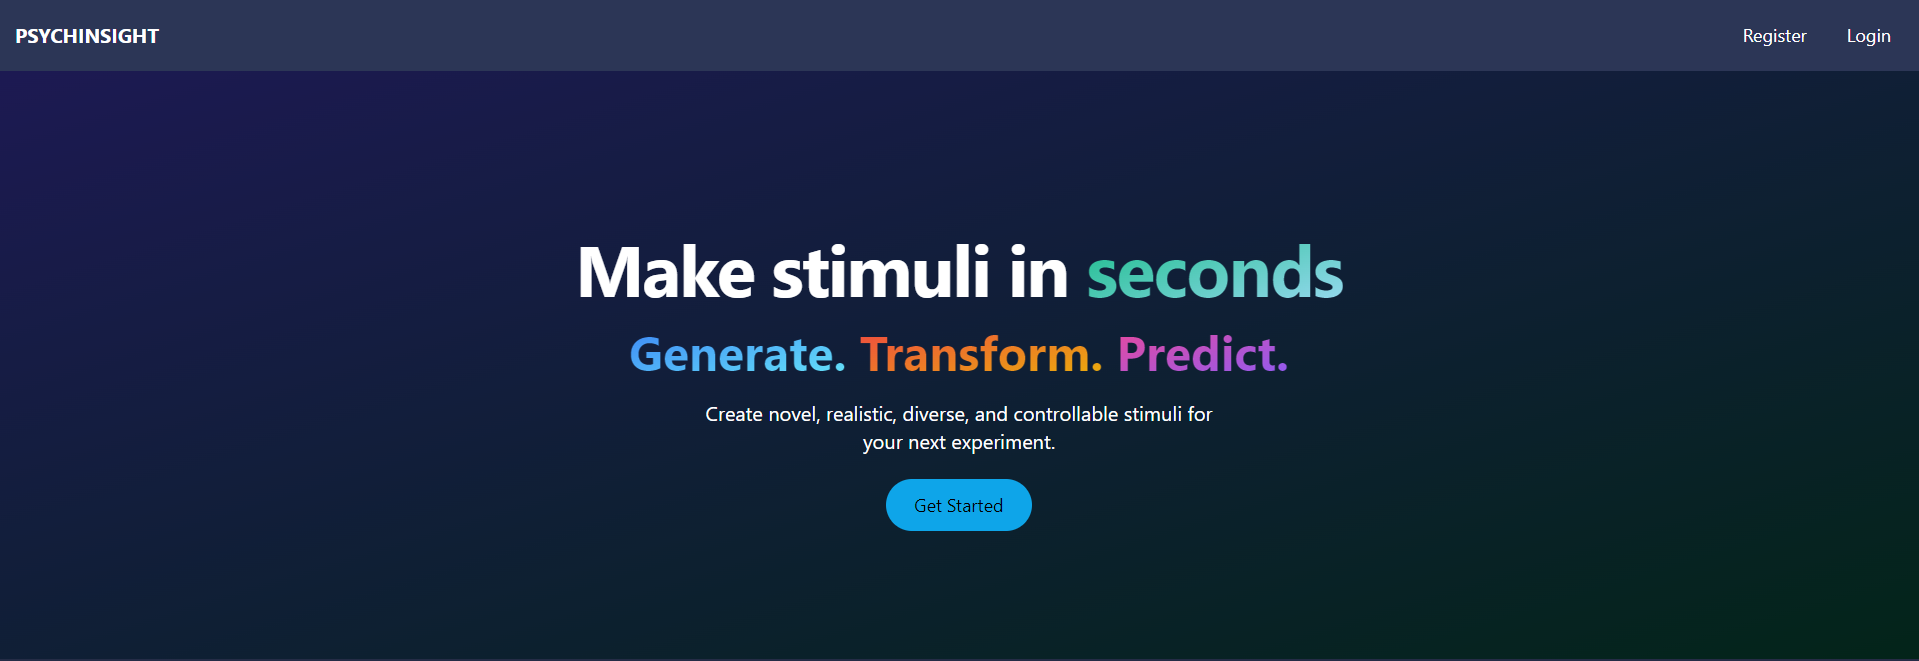 PSYCHINSIGHT
Register
Login
Make stimuli in seconds
Generate. Transform. Predict.
Create novel, realistic, diverse, and controllable stimuli for
your next experiment.
Get Started